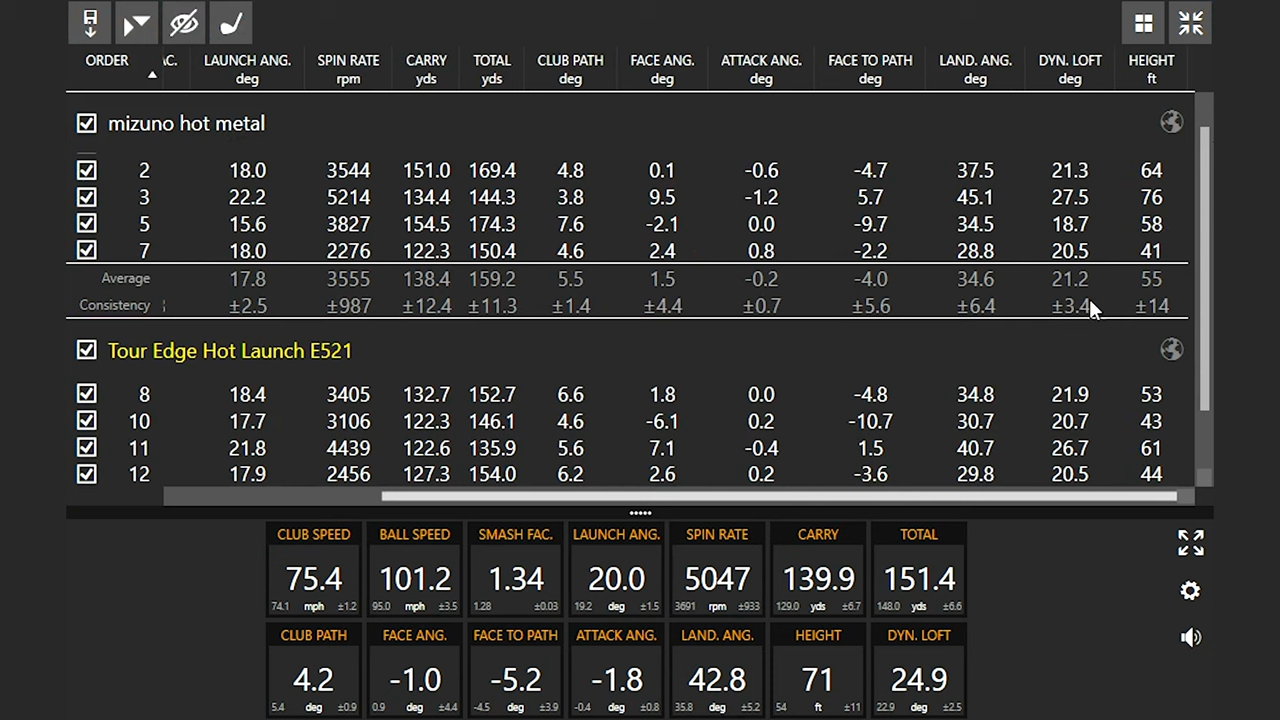 ORDER AC. LAUNCH ANG. SPIN RATE CARRY TOTAL CLUB PATH FACE ANG. ATTACK ANG. FACE TO PATH LAND. ANG. DYN. LOFT HEIGHT
deg rpm yds yds deg deg deg deg deg deg ft
mizuno hot metal
2 18.0 3544 151.0 169.4 4.8 0.1 -0.6 -4.7 37.5 21.3 64
3 22.2 5214 134.4 144.3 3.8 9.5 -1.2 5.7 45.1 27.5 76
5 15.6 3827 154.5 174.3 7.6 -2.1 0.0 -9.7 34.5 18.7 58
7 18.0 2276 122.3 150.4 4.6 2.4 0.8 -2.2 28.8 20.5 41
Average 17.8 3555 138.4 159.2 5.5 1.5 -0.2 -4.0 34.6 21.2 55
Consistency ±2.5 ±987 ±12.4 ±11.3 ±1.4 ±4.4 ±0.7 ±5.6 ±6.4 ±3.4 ±14
Tour Edge Hot Launch E521
8 18.4 3405 132.7 152.7 6.6 1.8 0.0 -4.8 34.8 21.9 53
10 17.7 3106 122.3 146.1 4.6 -6.1 0.2 -10.7 30.7 20.7 43
11 21.8 4439 122.6 135.9 5.6 7.1 -0.4 1.5 40.7 26.7 61
12 17.9 2456 127.3 154.0 6.2 2.6 0.2 -3.6 29.8 20.5 44
CLUB SPEED BALL SPEED SMASH FAC. LAUNCH ANG. SPIN RATE CARRY TOTAL
75.4 101.2 1.34 20.0 5047 139.9 151.4
74.1 mph ±1.2 95.0 mph ±3.5 1.28 ±0.03 19.2 deg ±1.5 3691 rpm ±933 129.0 yds ±6.7 148.0 yds ±6.6
CLUB PATH FACE ANG. FACE TO PATH ATTACK ANG. LAND. ANG. HEIGHT DYN. LOFT
4.2 -1.0 -5.2 -1.8 42.8 71 24.9
5.4 deg ±0.9 0.9 deg ±4.4 -4.5 deg ±3.9 -0.4 deg ±0.8 35.8 deg ±5.2 54 ft ±11 22.9 deg ±2.5